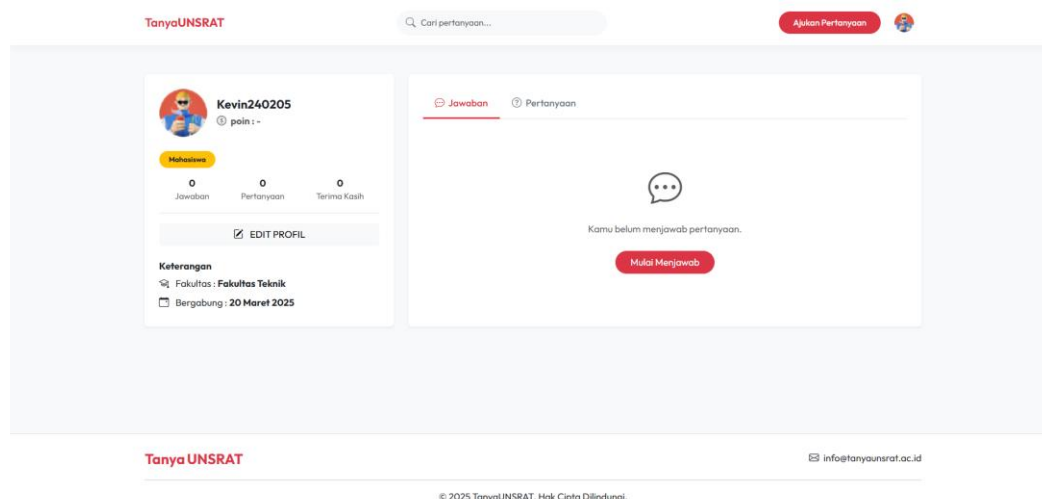 TanyaUNSRAT
Cari pertanyaan...
Ajukan Pertanyaan
Kevin240205
poin : -
Mahasiswa
0 0 0
Jawaban Pertanyaan Terima Kasih
EDIT PROFIL
Keterangan
Fakultas : Fakultas Teknik
Bergabung : 20 Maret 2025
Jawaban Pertanyaan
Kamu belum menjawab pertanyaan.
Mulai Menjawab
Tanya UNSRAT
info@tanyaunsrat.ac.id
© 2025 TanyaUNSRAT. Hak Cipta Dilindungi.